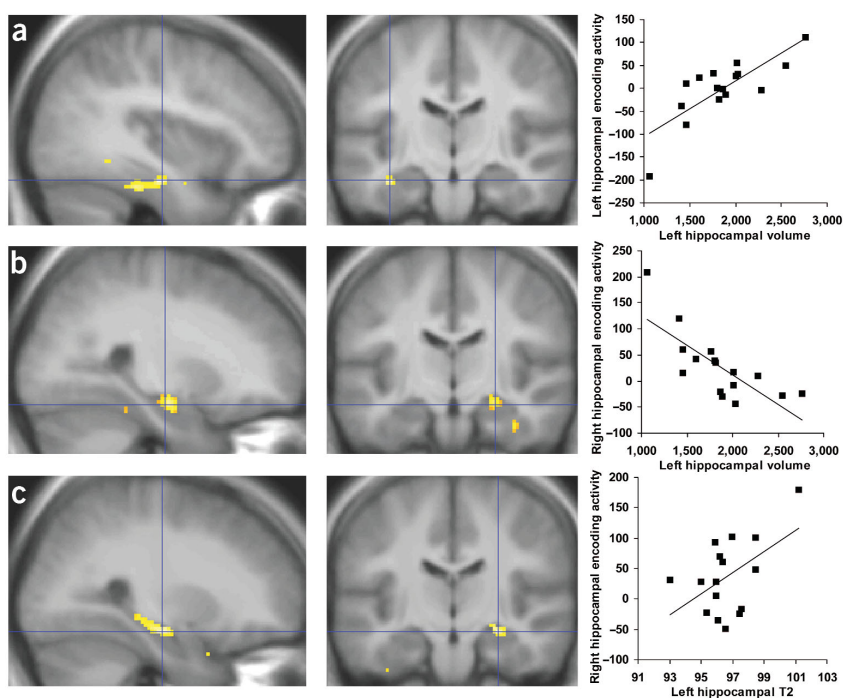 a
Left hippocampal encoding activity
150
100
50
0
–50
–100
–150
–200
–250
1,000 1,500 2,000 2,500 3,000
Left hippocampal volume
b
Right hippocampal encoding activity
250
200
150
100
50
0
–50
–100
1,000 1,500 2,000 2,500 3,000
Left hippocampal volume
c
Right hippocampal encoding activity
200
150
100
50
0
–50
–100
91 93 95 97 99 101 103
Left hippocampal T2